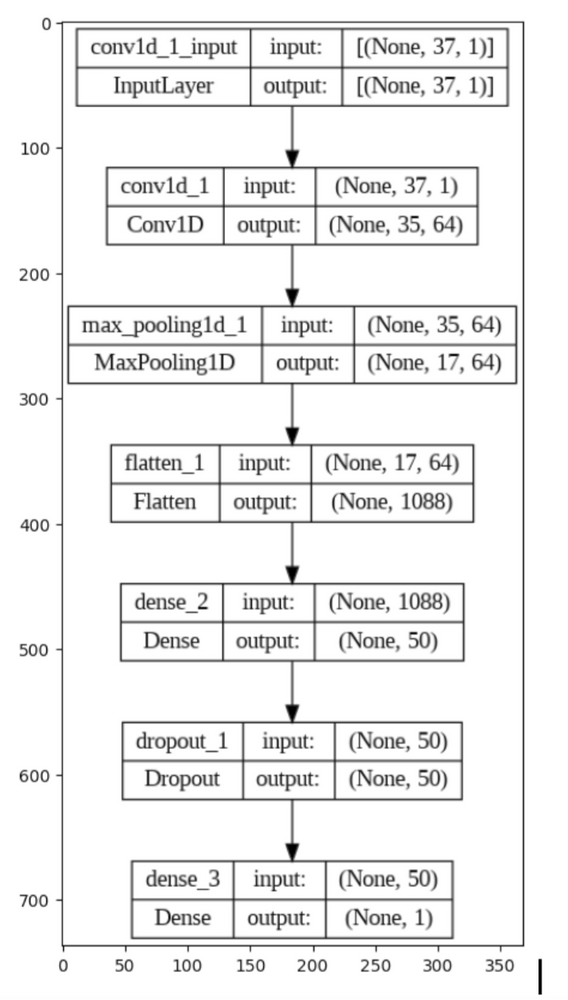 0
conv1d_1_input input: [(None, 37, 1)]
InputLayer output: [(None, 37, 1)]
100
conv1d_1 input: (None, 37, 1)
Conv1D output: (None, 35, 64)
200
max_pooling1d_1 input: (None, 35, 64)
MaxPooling1D output: (None, 17, 64)
300
flatten_1 input: (None, 17, 64)
Flatten output: (None, 1088)
400
dense_2 input: (None, 1088)
Dense output: (None, 50)
500
dropout_1 input: (None, 50)
600
Dropout output: (None, 50)
dense_3 input: (None, 50)
700
Dense output: (None, 1)
0 50 100 150 200 250 300 350